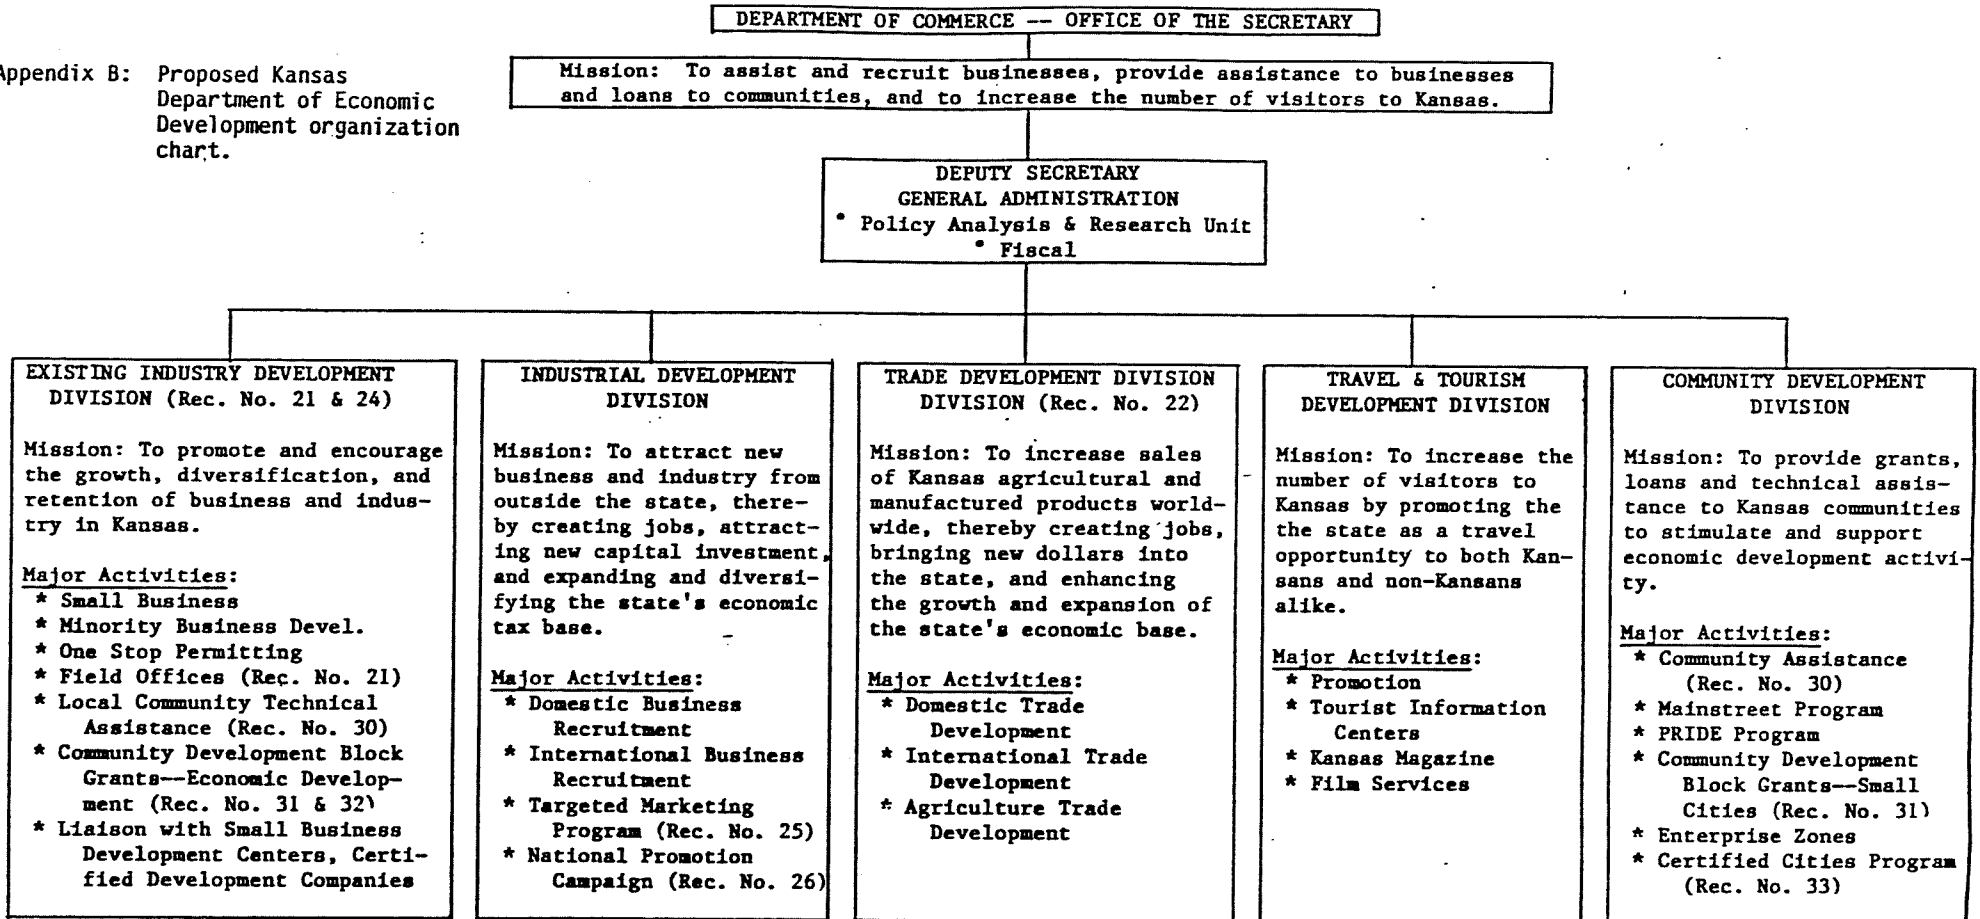 DEPARTMENT OF COMMERCE -- OFFICE OF THE SECRETARY
Appendix B: Proposed Kansas
Department of Economic
Development organization
chart.
Mission: To assist and recruit businesses, provide assistance to businesses
and loans to communities, and to increase the number of visitors to Kansas.
DEPUTY SECRETARY
GENERAL ADMINISTRATION
• Policy Analysis & Research Unit
• Fiscal
EXISTING INDUSTRY DEVELOPMENT
DIVISION (Rec. No. 21 & 24)
Mission: To promote and encourage
the growth, diversification, and
retention of business and indus-
try in Kansas.
Major Activities:
* Small Business
* Minority Business Devel.
* One Stop Permitting
* Field Offices (Rec. No. 21)
* Local Community Technical
Assistance (Rec. No. 30)
* Community Development Block
Grants--Economic Develop-
ment (Rec. No. 31 & 32)
* Liaison with Small Business
Development Centers, Certi-
fied Development Companies
INDUSTRIAL DEVELOPMENT
DIVISION
Mission: To attract new
business and industry from
outside the state, there-
by creating jobs, attract-
ing new capital investment,
and expanding and diversi-
fying the state's economic
tax base.
Major Activities:
* Domestic Business
Recruitment
* International Business
Recruitment
* Targeted Marketing
Program (Rec. No. 25)
* National Promotion
Campaign (Rec. No. 26)
TRADE DEVELOPMENT DIVISION
DIVISION (Rec. No. 22)
Mission: To increase sales
of Kansas agricultural and
manufactured products world-
wide, thereby creating jobs,
bringing new dollars into
the state, and enhancing
the growth and expansion of
the state's economic base.
Major Activities:
* Domestic Trade
Development
* International Trade
Development
* Agriculture Trade
Development
TRAVEL & TOURISM
DEVELOPMENT DIVISION
Mission: To increase the
number of visitors to
Kansas by promoting the
the state as a travel
opportunity to both Kan-
sans and non-Kansans
alike.
Major Activities:
* Promotion
* Tourist Information
Centers
* Kansas Magazine
* Film Services
COMMUNITY DEVELOPMENT
DIVISION
Mission: To provide grants,
loans and technical assis-
tance to Kansas communities
to stimulate and support
economic development activi-
ty.
Major Activities:
* Community Assistance
(Rec. No. 30)
* Mainstreet Program
* PRIDE Program
* Community Development
Block Grants--Small
Cities (Rec. No. 31)
* Enterprise Zones
* Certified Cities Program
(Rec. No. 33)